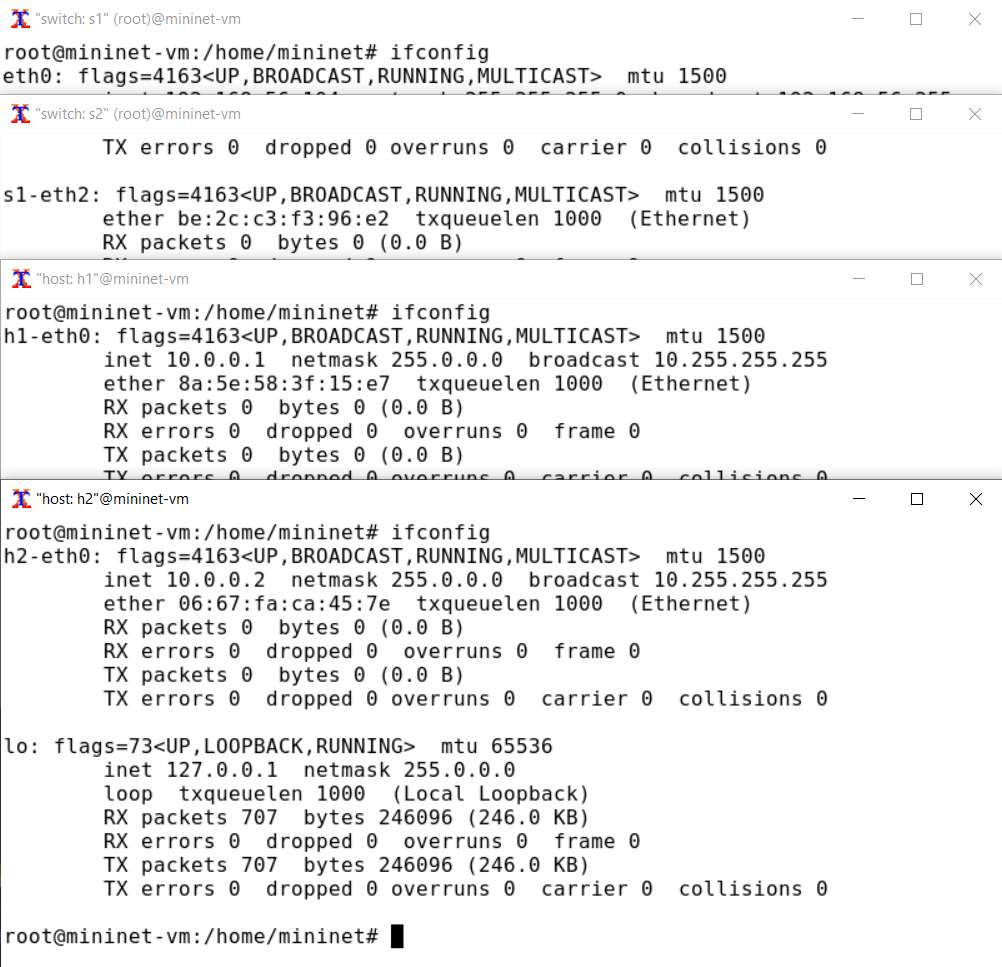 "switch: s1" (root)@mininet-vm
root@mininet-vm:/home/mininet# ifconfig
eth0: flags=4163<UP,BROADCAST,RUNNING,MULTICAST>  mtu 1500
"switch: s2" (root)@mininet-vm
TX errors 0  dropped 0 overruns 0  carrier 0  collisions 0
s1-eth2: flags=4163<UP,BROADCAST,RUNNING,MULTICAST>  mtu 1500
ether be:2c:c3:f3:96:e2  txqueuelen 1000  (Ethernet)
RX packets 0  bytes 0 (0.0 B)
"host: h1"@mininet-vm
root@mininet-vm:/home/mininet# ifconfig
h1-eth0: flags=4163<UP,BROADCAST,RUNNING,MULTICAST>  mtu 1500
inet 10.0.0.1  netmask 255.0.0.0  broadcast 10.255.255.255
ether 8a:5e:58:3f:15:e7  txqueuelen 1000  (Ethernet)
RX packets 0  bytes 0 (0.0 B)
RX errors 0  dropped 0  overruns 0  frame 0
TX packets 0  bytes 0 (0.0 B)
TX errors 0  dropped 0 overruns 0  carrier 0  collisions 0
"host: h2"@mininet-vm
root@mininet-vm:/home/mininet# ifconfig
h2-eth0: flags=4163<UP,BROADCAST,RUNNING,MULTICAST>  mtu 1500
inet 10.0.0.2  netmask 255.0.0.0  broadcast 10.255.255.255
ether 06:67:fa:ca:45:7e  txqueuelen 1000  (Ethernet)
RX packets 0  bytes 0 (0.0 B)
RX errors 0  dropped 0  overruns 0  frame 0
TX packets 0  bytes 0 (0.0 B)
TX errors 0  dropped 0 overruns 0  carrier 0  collisions 0
lo: flags=73<UP,LOOPBACK,RUNNING>  mtu 65536
inet 127.0.0.1  netmask 255.0.0.0
loop  txqueuelen 1000  (Local Loopback)
RX packets 707  bytes 246096 (246.0 KB)
RX errors 0  dropped 0  overruns 0  frame 0
TX packets 707  bytes 246096 (246.0 KB)
TX errors 0  dropped 0 overruns 0  carrier 0  collisions 0
root@mininet-vm:/home/mininet#